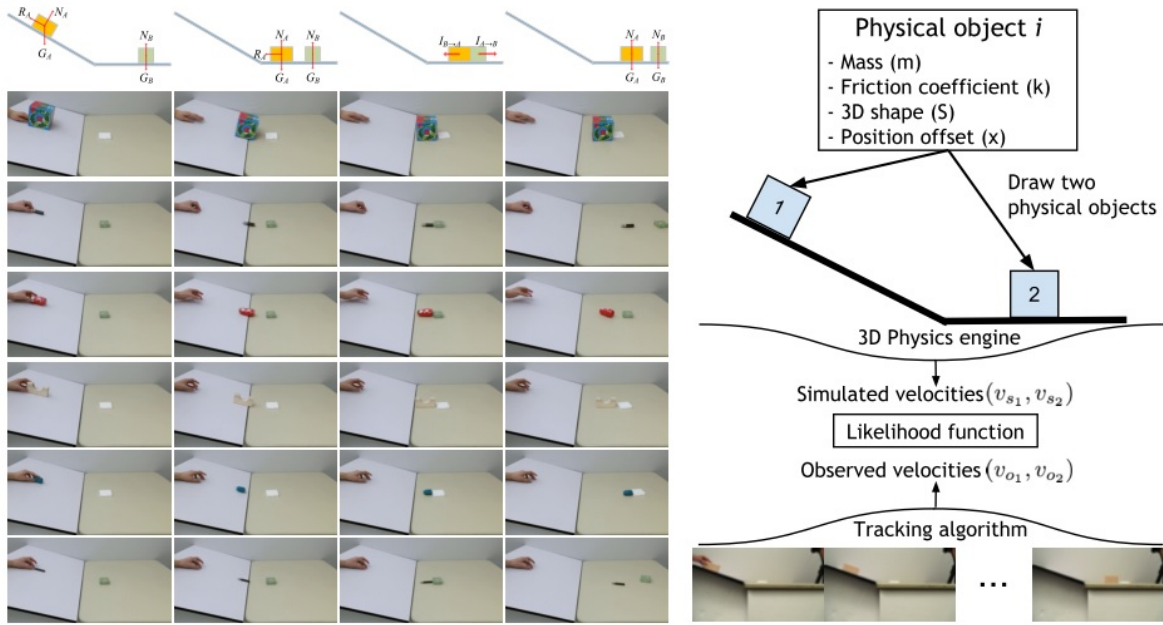 R_A N_A
G_A
N_B
G_B
N_A N_B
R_A
G_A G_B
I_{B→A} I_{A→B}
N_A N_B
G_A G_B
Physical object i
- Mass (m)
- Friction coefficient (k)
- 3D shape (S)
- Position offset (x)
1
Draw two
physical objects
2
3D Physics engine
Simulated velocities (v_{s_1}, v_{s_2})
Likelihood function
Observed velocities (v_{o_1}, v_{o_2})
Tracking algorithm
...